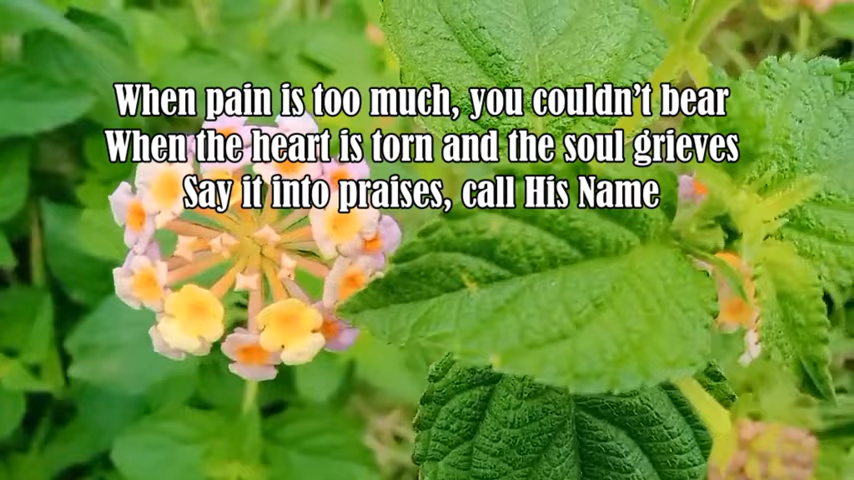 When pain is too much, you couldn't bear
When the heart is torn and the soul grieves
Say it into praises, call His Name